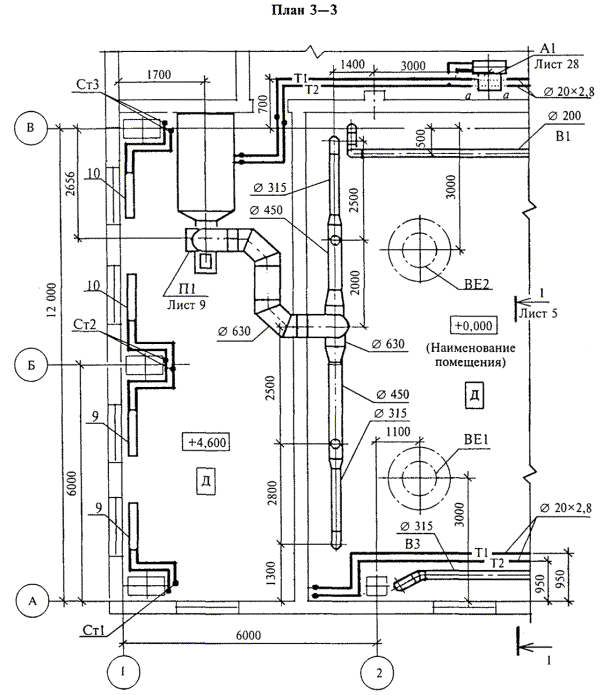 План 3—3
1700
1400
3000
А1
Лист 28
Т1
Т2
Ст3
700
а
а
Ø 20×2,8
В
Ø 200
В1
500
10
2656
Ø 315
2500
3000
Ø 450
ВЕ2
10
П1
Лист 9
2000
1
12 000
+0,000
Лист 5
Ст2
Ø 630
Ø 630
(Наименование
помещения)
Б
2500
Д
Ø 450
9
Ø 315
+4,600
1100
ВЕ1
6000
Д
2800
9
3000
Ø 20×2,8
Ø 315
В3
Т1
Т2
1300
950
950
А
Ст1
6000
1
1
2